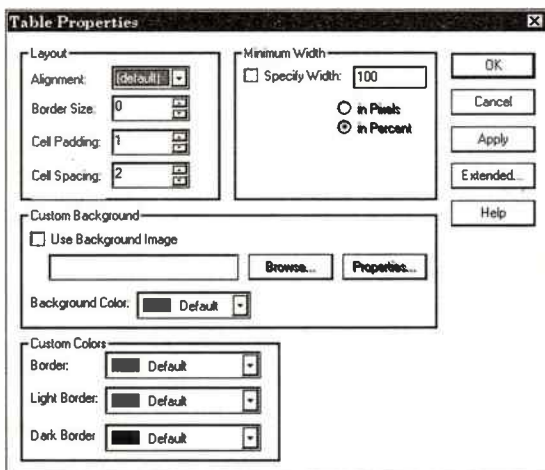 Table Properties
Layout
Alignment: (default)
Border Size: 0
Cell Padding: 1
Cell Spacing: 2
Minimum Width
Specify Width: 100
in Pixels
in Percent
OK
Cancel
Apply
Extended...
Help
Custom Background
Use Background Image
Browse... Properties...
Background Color: Default
Custom Colors
Border: Default
Light Border: Default
Dark Border Default